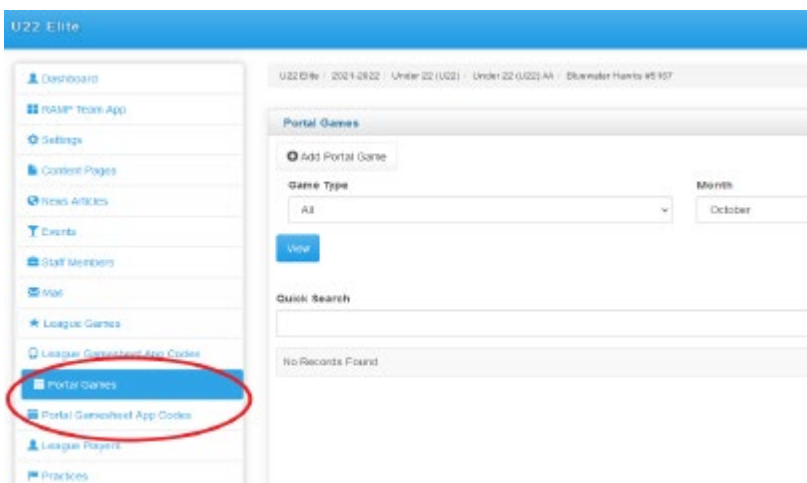 U22 Elite
Dashboard
RAMP Team App
Settings
Content Pages
News Articles
Events
Staff Members
Mail
League Games
League Gamesheet App Codes
Portal Games
Portal Gamesheet App Codes
League Payment
Practices
U22 Elite / 2021-2022 / Under 22 (U22) / Under 22 (U22) AA / Bluewater Hawks
Portal Games
Add Portal Game
Game Type
Month
All
October
View
Quick Search
No Records Found